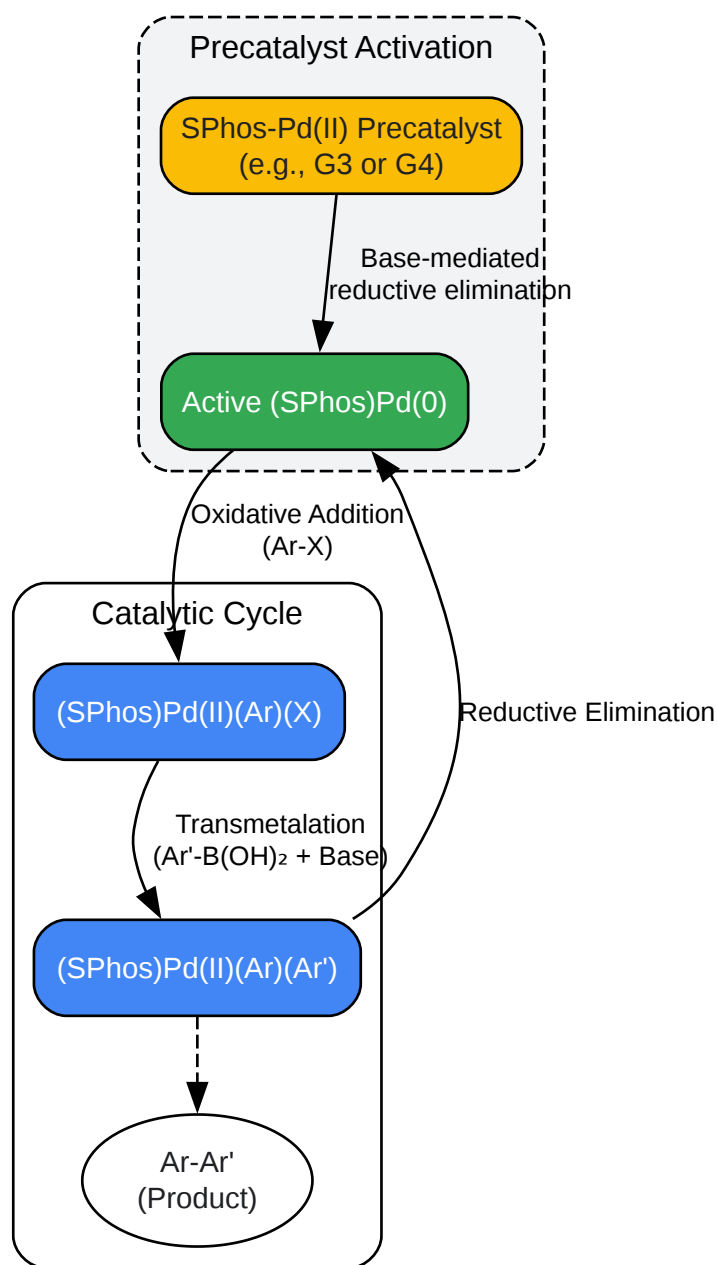 Precatalyst Activation
SPhos-Pd(II) Precatalyst
(e.g., G3 or G4)
Base-mediated
reductive elimination
Active (SPhos)Pd(0)
Oxidative Addition
(Ar-X)
Catalytic Cycle
(SPhos)Pd(II)(Ar)(X)
Reductive Elimination
Transmetalation
(Ar'-B(OH)₂ + Base)
(SPhos)Pd(II)(Ar)(Ar')
Ar-Ar'
(Product)